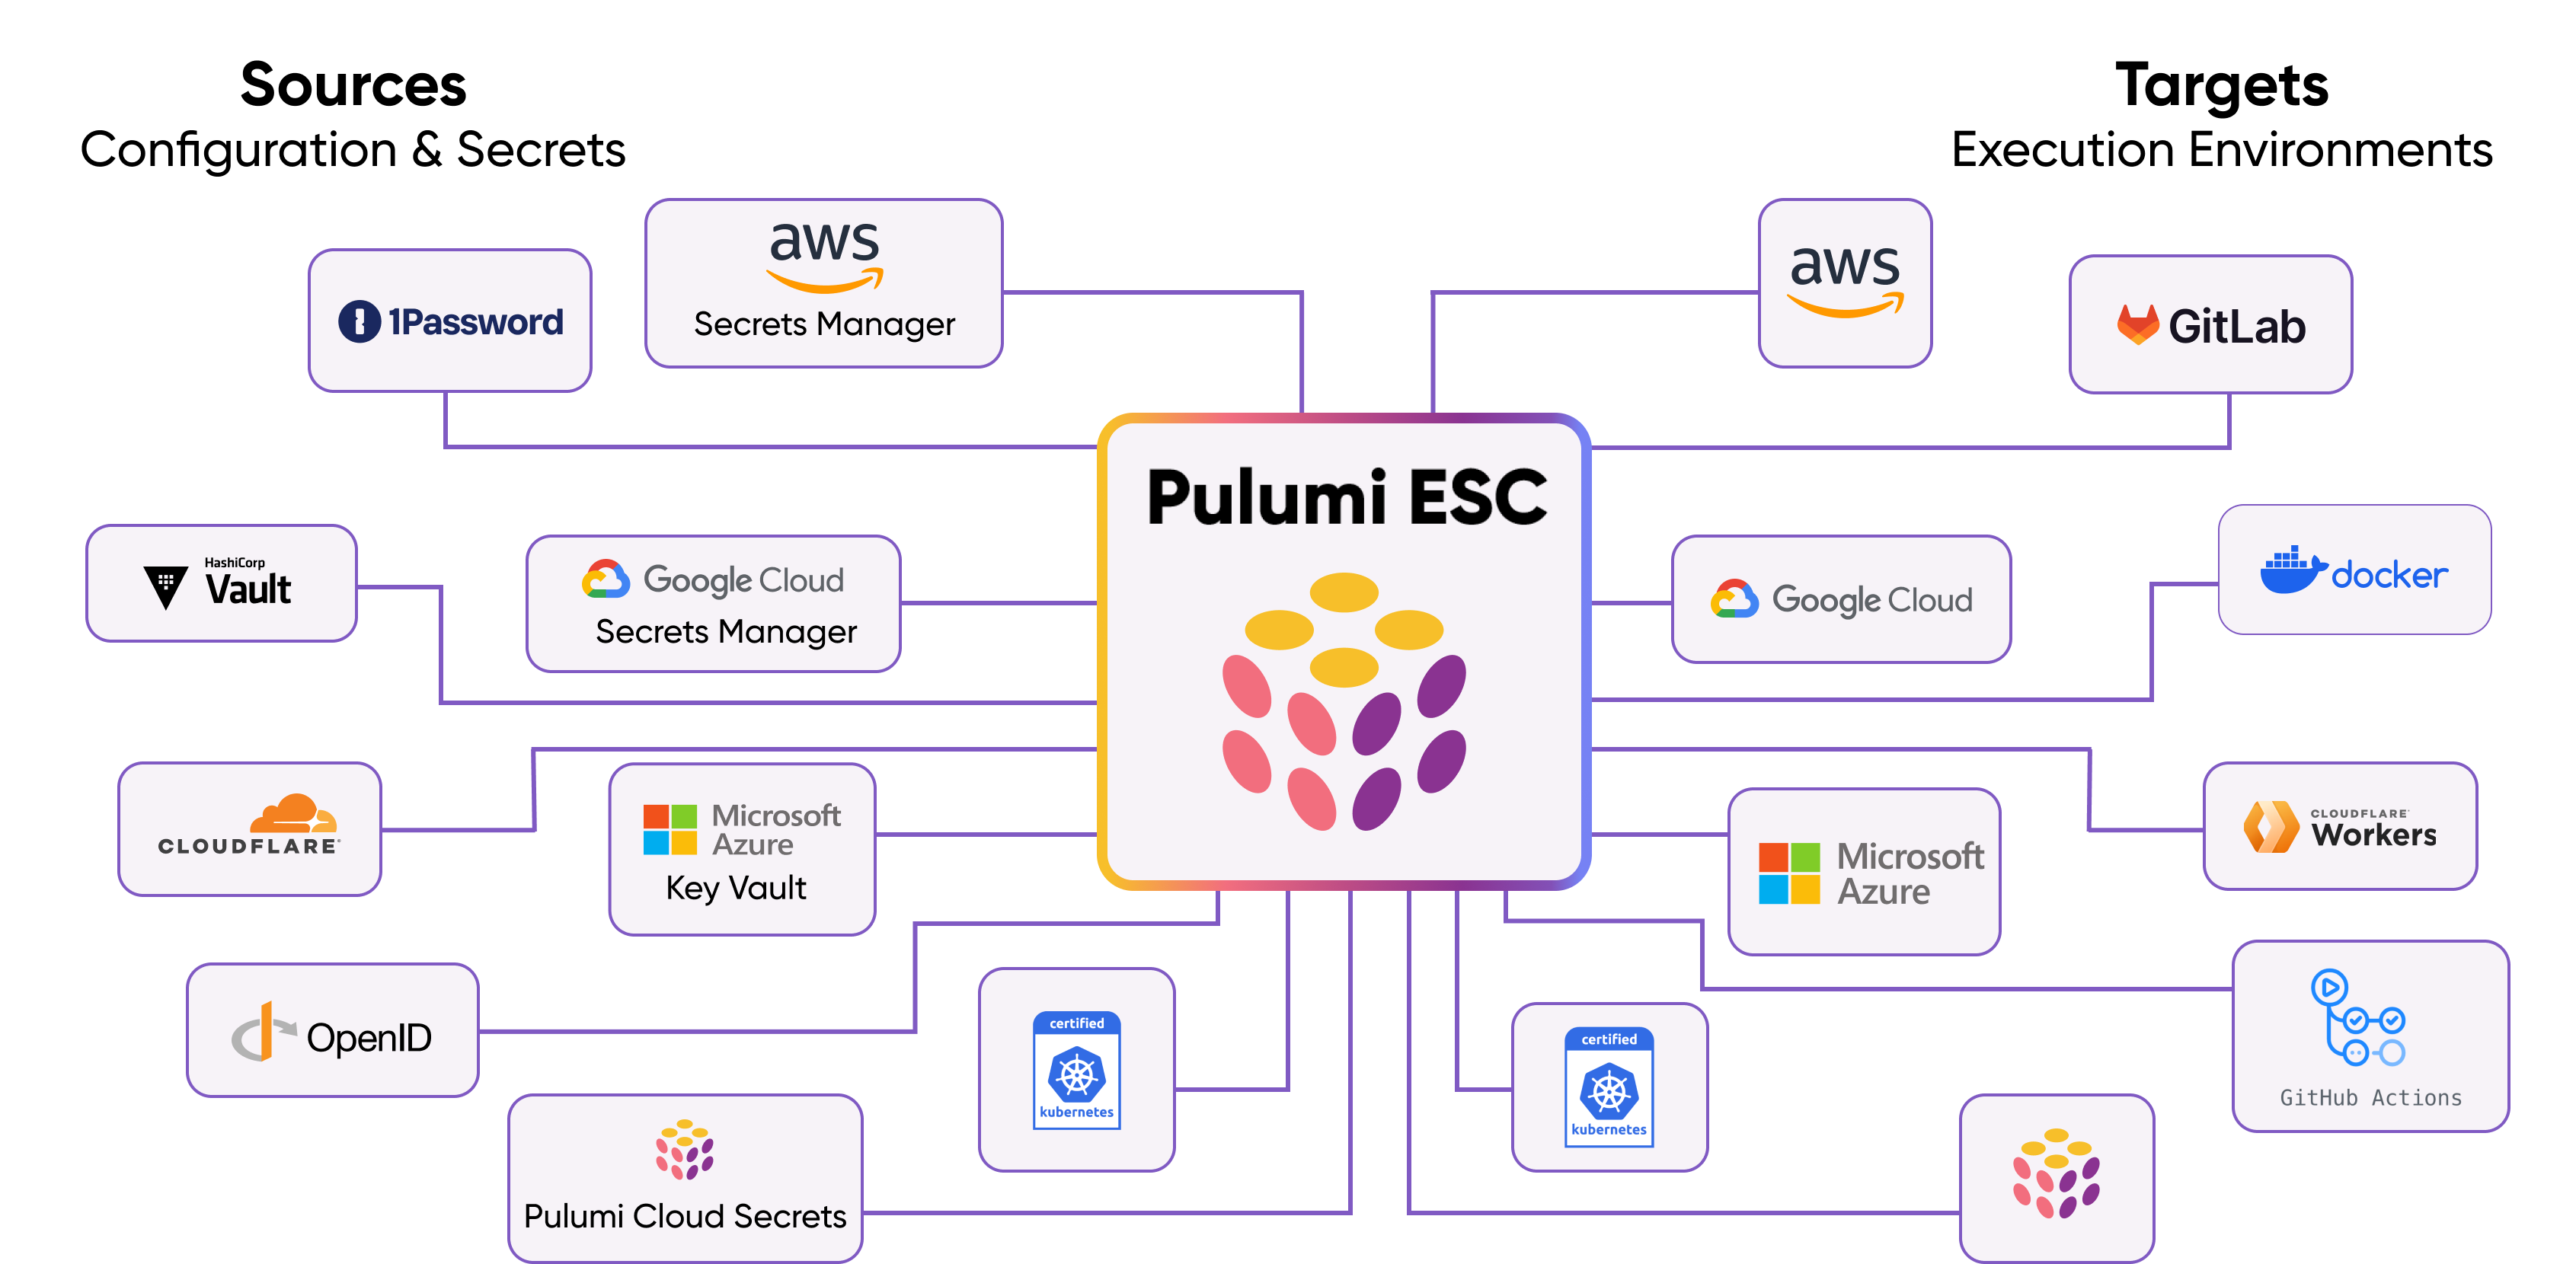 Sources
Configuration & Secrets
Targets
Execution Environments
aws
Secrets Manager
1Password
aws
GitLab
Pulumi ESC
HashiCorp
Vault
Google Cloud
Secrets Manager
Google Cloud
docker
CLOUDFLARE
Microsoft
Azure
Key Vault
Microsoft
Azure
CLOUDFLARE
Workers
OpenID
certified
kubernetes
certified
kubernetes
GitHub Actions
Pulumi Cloud Secrets